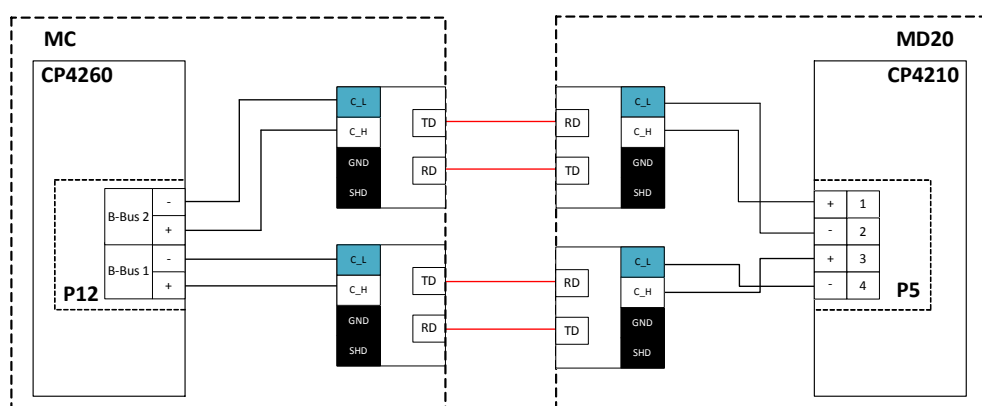 MC
MD20
CP4260
CP4210
C_L
C_H
GND
SHD
TD
RD
RD
TD
C_L
C_H
GND
SHD
B-Bus 2
-
+
B-Bus 1
-
+
P12
+ 1
- 2
+ 3
- 4
P5
C_L
C_H
GND
SHD
TD
RD
RD
TD
C_L
C_H
GND
SHD